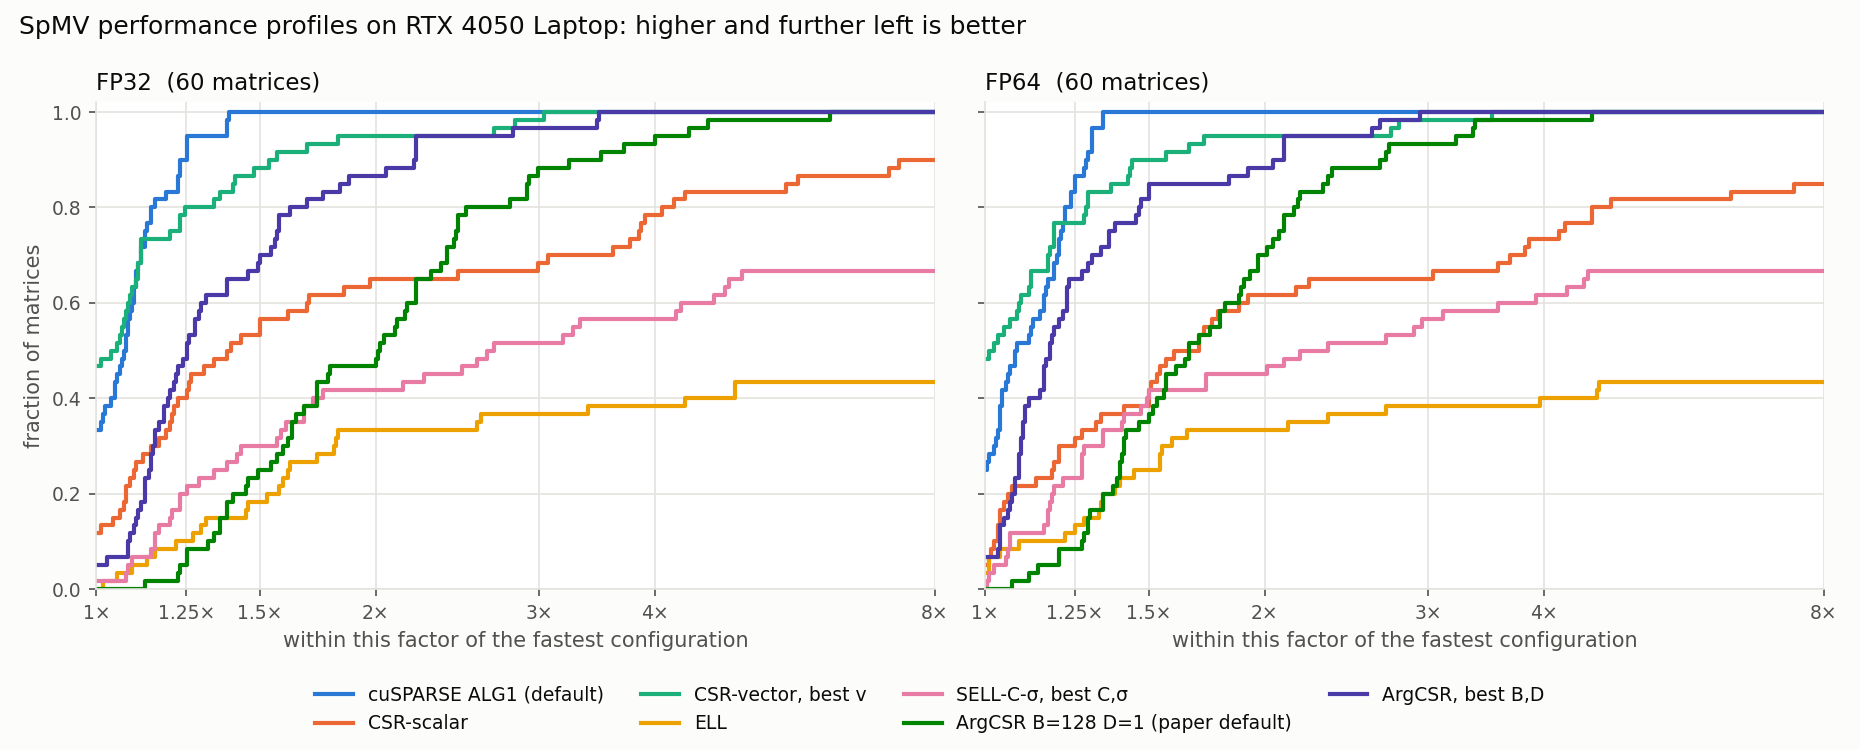 SpMV performance profiles on RTX 4050 Laptop: higher and further left is better
FP32 (60 matrices)
FP64 (60 matrices)
fraction of matrices
1.0
0.8
0.6
0.4
0.2
0.0
1×
1.25×
1.5×
2×
3×
4×
8×
1×
1.25×
1.5×
2×
3×
4×
8×
within this factor of the fastest configuration
within this factor of the fastest configuration
cuSPARSE ALG1 (default)
CSR-scalar
CSR-vector, best v
ELL
SELL-C-σ, best C,σ
ArgCSR B=128 D=1 (paper default)
ArgCSR, best B,D